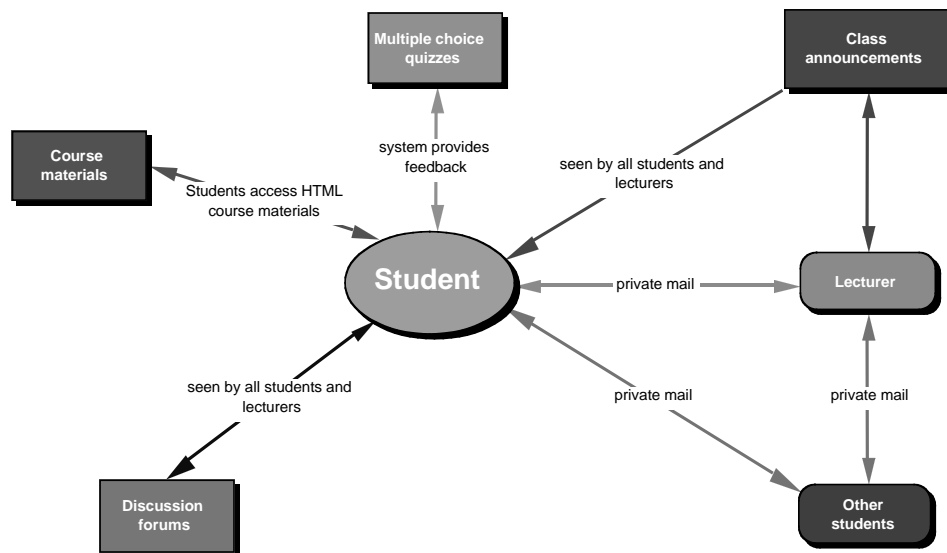 Multiple choice
quizzes
Class
announcements
Course
materials
system provides
feedback
seen by all students and
lecturers
Students access HTML
course materials
Student
private mail
Lecturer
seen by all students and
lecturers
private mail
private mail
Discussion
forums
Other
students